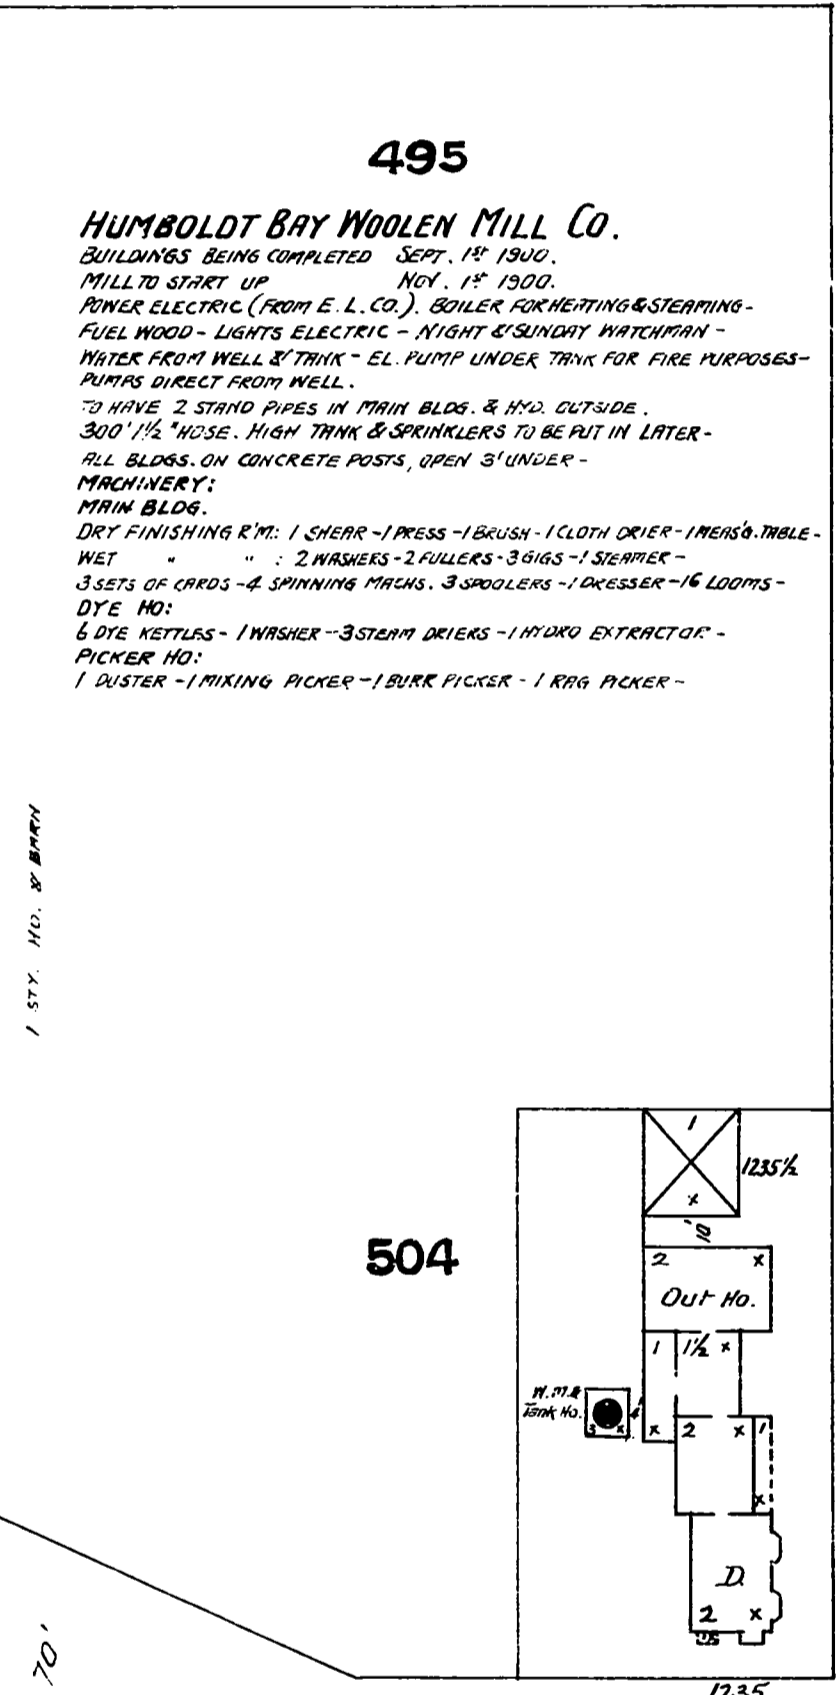 495
HUMBOLDT BAY WOOLEN MILL CO.
BUILDINGS BEING COMPLETED SEPT. 1st 1900.
MILL TO START UP NOV. 1st 1900.
POWER ELECTRIC (FROM E. L. CO.). BOILER FOR HEATING & STEAMING -
FUEL WOOD - LIGHTS ELECTRIC - NIGHT & SUNDAY WATCHMAN -
WATER FROM WELL & TANK - EL. PUMP UNDER TANK FOR FIRE PURPOSES -
PUMPS DIRECT FROM WELL.
TO HAVE 2 STAND PIPES IN MAIN BLDG. & HYD. OUTSIDE.
300' 1½" HOSE. HIGH TANK & SPRINKLERS TO BE PUT IN LATER -
ALL BLDGS. ON CONCRETE POSTS, OPEN 3' UNDER -
MACHINERY:
MAIN BLDG.
DRY FINISHING R'M: 1 SHEAR - 1 PRESS - 1 BRUSH - 1 CLOTH DRIER - 1 MEAS'G. TABLE -
WET " " : 2 WASHERS - 2 FULLERS - 3 GIGS - 1 STEAMER -
3 SETS OF CARDS - 4 SPINNING MACHS. 3 SPOOLERS - 1 DRESSER - 16 LOOMS -
DYE HO:
6 DYE KETTLES - 1 WASHER - 3 STEAM DRIERS - 1 HYDRO EXTRACTOR -
PICKER HO:
1 DUSTER - 1 MIXING PICKER - 1 BURR PICKER - 1 RAG PICKER -
1 STY. HO. & BARN
1
1235½
x
10'
504
2 x
Out Ho.
1 1½ x
W.M.&
Tank Ho.
4'
3 x
x 2 x 1
x
D.
2 x
70'
1235